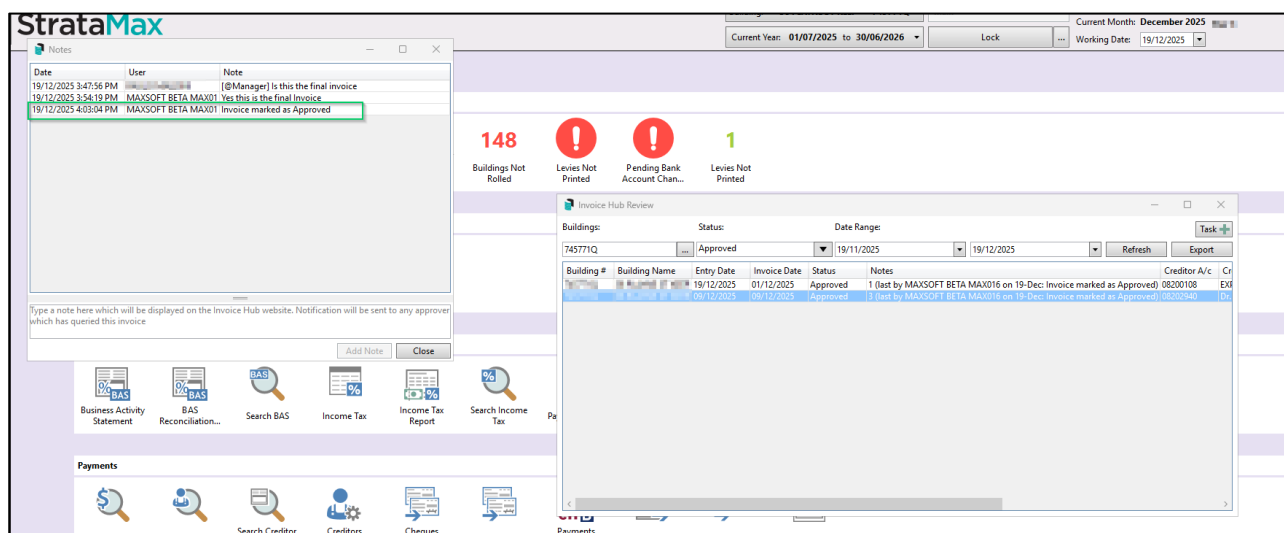 StrataMax
Current Year: 01/07/2025 to 30/06/2026
Lock
...
Current Month: December 2025
Working Date: 19/12/2025
Notes
Date User Note
19/12/2025 3:47:56 PM [@Manager] Is this the final invoice
19/12/2025 3:54:19 PM MAXSOFT BETA MAX01 Yes this is the final Invoice
19/12/2025 4:03:04 PM MAXSOFT BETA MAX01 Invoice marked as Approved
Type a note here which will be displayed on the Invoice Hub website. Notification will be sent to any approver
which has queried this invoice
Add Note Close
148
Buildings Not
Rolled
Levies Not
Printed
Pending Bank
Account Chan...
1
Levies Not
Printed
Invoice Hub Review
Buildings: Status: Date Range:
Task
745771Q ... Approved 19/11/2025 19/12/2025 Refresh Export
Building # Building Name Entry Date Invoice Date Status Notes Creditor A/c Cr
19/12/2025 01/12/2025 Approved 1 (last by MAXSOFT BETA MAX016 on 19-Dec: Invoice marked as Approved) 08200108 EXF
09/12/2025 09/12/2025 Approved 3 (last by MAXSOFT BETA MAX016 on 19-Dec: Invoice marked as Approved) 08202940 Dr.
BAS
% BAS
BAS
%
%
%
Business Activity
Statement
BAS
Reconciliation...
Search BAS
Income Tax
Income Tax
Report
Search Income
Tax
Pa
Payments
Search Creditor
Creditors
Cheques
Payments